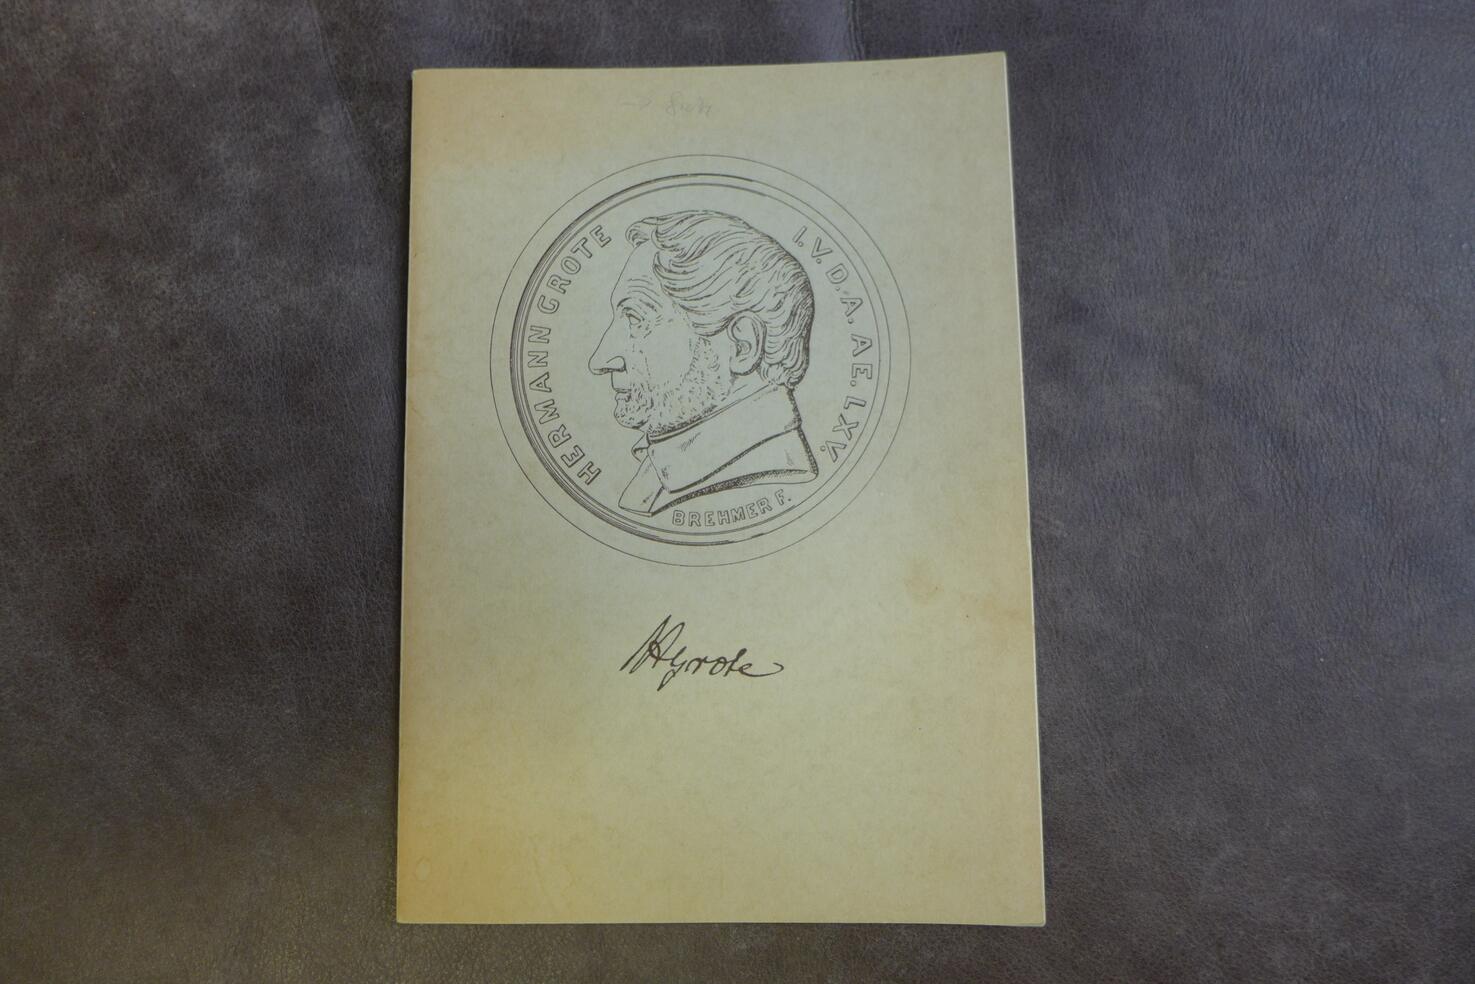 HERMANN GROTE
I.V.D.A. AE. LXV.
BREHMER F.
HGrote